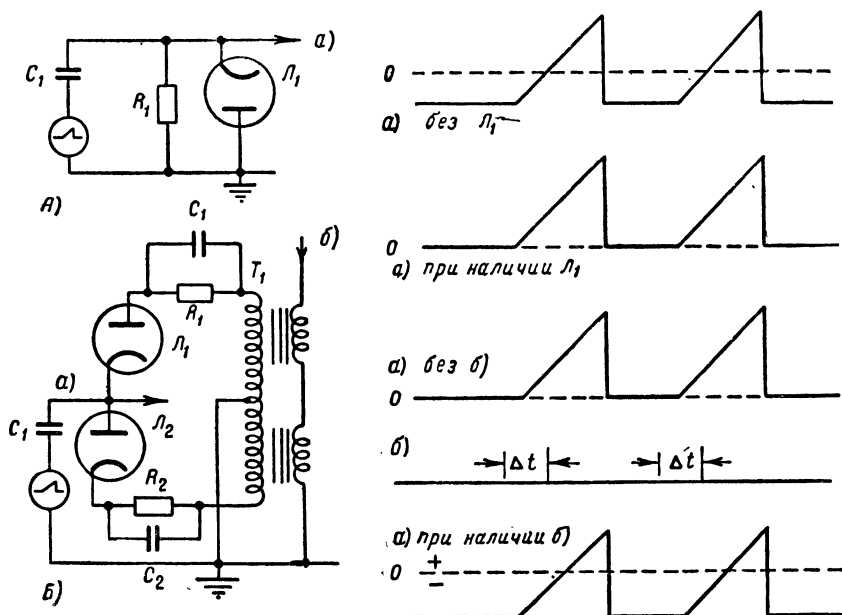 а)
C₁
R₁
Л₁
А)
C₁
б)
T₁
R₁
Л₁
а)
Л₂
C₁
R₂
C₂
Б)
0
а) без Л₁
0
а) при наличии Л₁
а) без б)
0
б)
Δt
Δt
а) при наличии б)
0
+
−